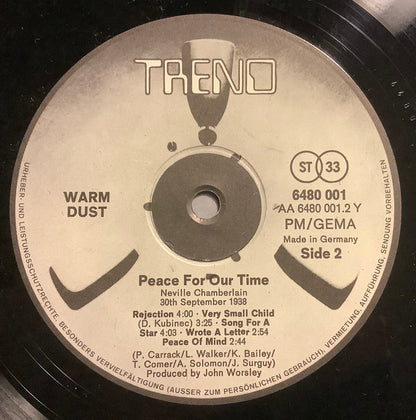 TREND
WARM
DUST
ST 33
6480 001
AA 6480 001.2 Y
PM/GEMA
Made in Germany
Side 2
Peace For Our Time
Neville Chamberlain
30th September 1938
Rejection 4:00 · Very Small Child
(D. Kubinec) 3:25 · Song For A
Star 4:03 · Wrote A Letter 2:54
Peace Of Mind 2:44
(P. Carrack/L. Walker/K. Bailey/
T. Comer/A. Solomon/J. Surguy)
Produced by John Worsley
URHEBER- UND LEISTUNGSSCHUTZRECHTE, BESONDERS VERVIELFÄLTIGUNG (AUSSER ZUM PERSÖNLICHEN GEBRAUCH), VERMIETUNG, AUFFÜHRUNG, SENDUNG VORBEHALTEN